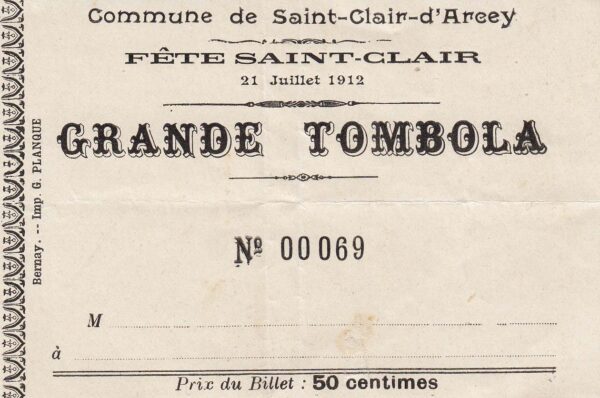 Commune de Saint-Clair-d'Arcey
FÊTE SAINT-CLAIR
21 Juillet 1912
GRANDE TOMBOLA
Nº 00069
M
à
Prix du Billet : 50 centimes
Bernay. -- Imp. G. PLANQUE